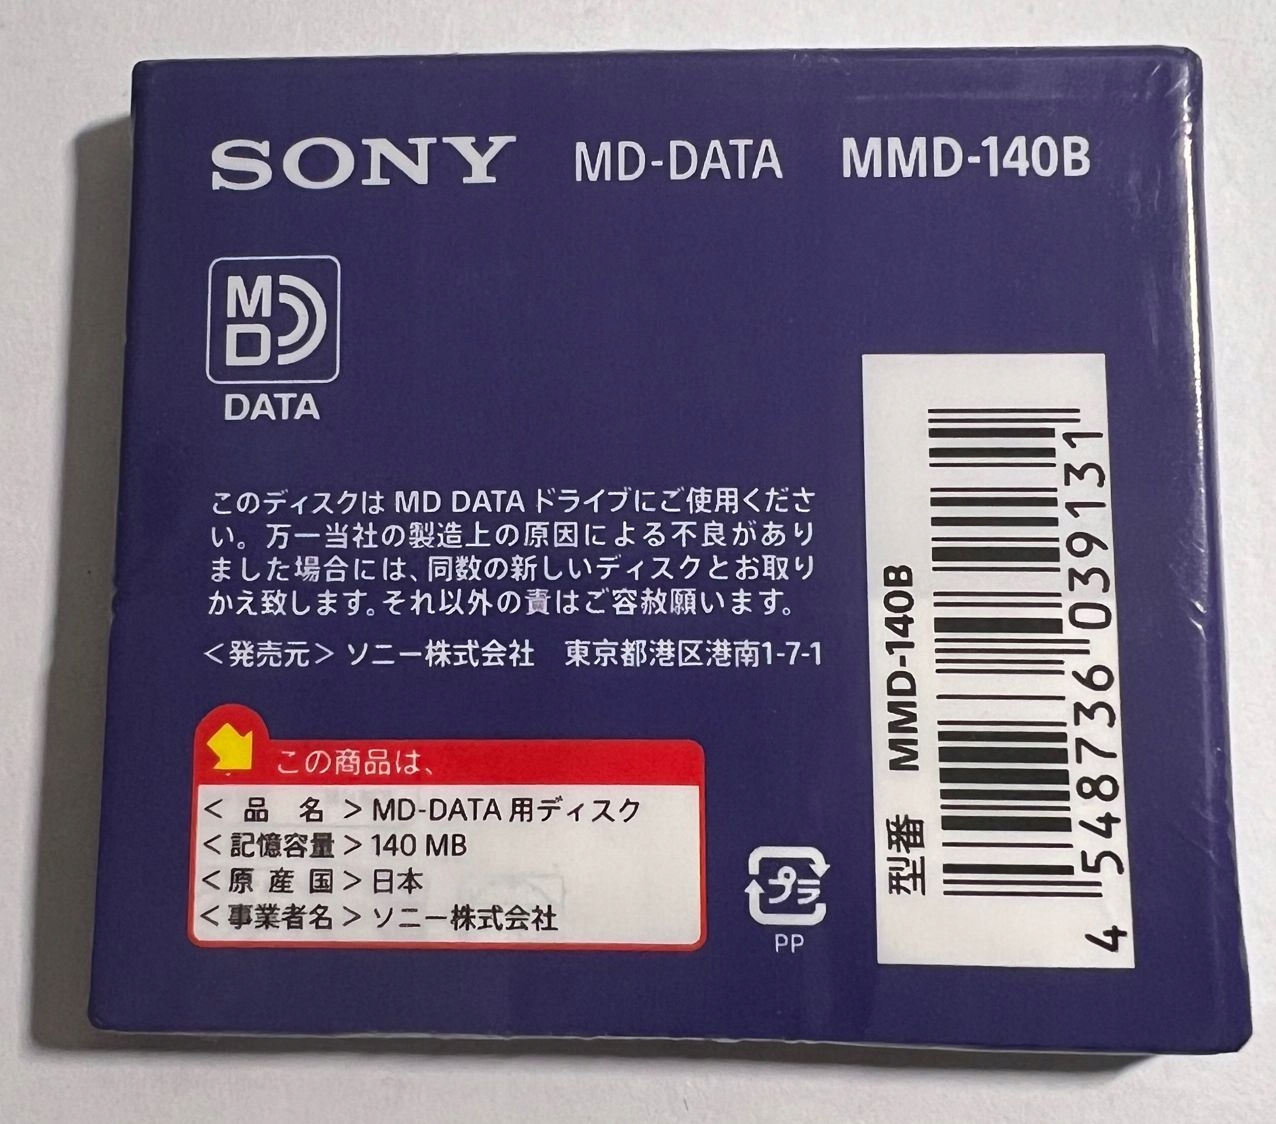 SONY MD-DATA MMD-140B
MD
DATA
このディスクは MD DATA ドライブにご使用くださ
い。万一当社の製造上の原因による不良があり
ました場合には、同数の新しいディスクとお取り
かえ致します。それ以外の責はご容赦願います。
＜発売元＞ ソニー株式会社　東京都港区港南1-7-1
この商品は、
＜品名＞ MD-DATA 用ディスク
＜記憶容量＞ 140 MB
＜原産国＞ 日本
＜事業者名＞ ソニー株式会社
プラ
PP
型番 MMD-140B
4 548736 039131